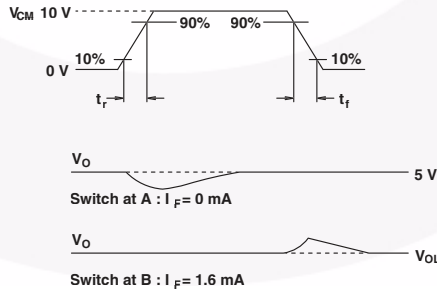 V_CM 10 V
90% 90%
10% 10%
0 V
t_r t_f
V_O
5 V
Switch at A : I_F = 0 mA
V_O
V_OL
Switch at B : I_F = 1.6 mA